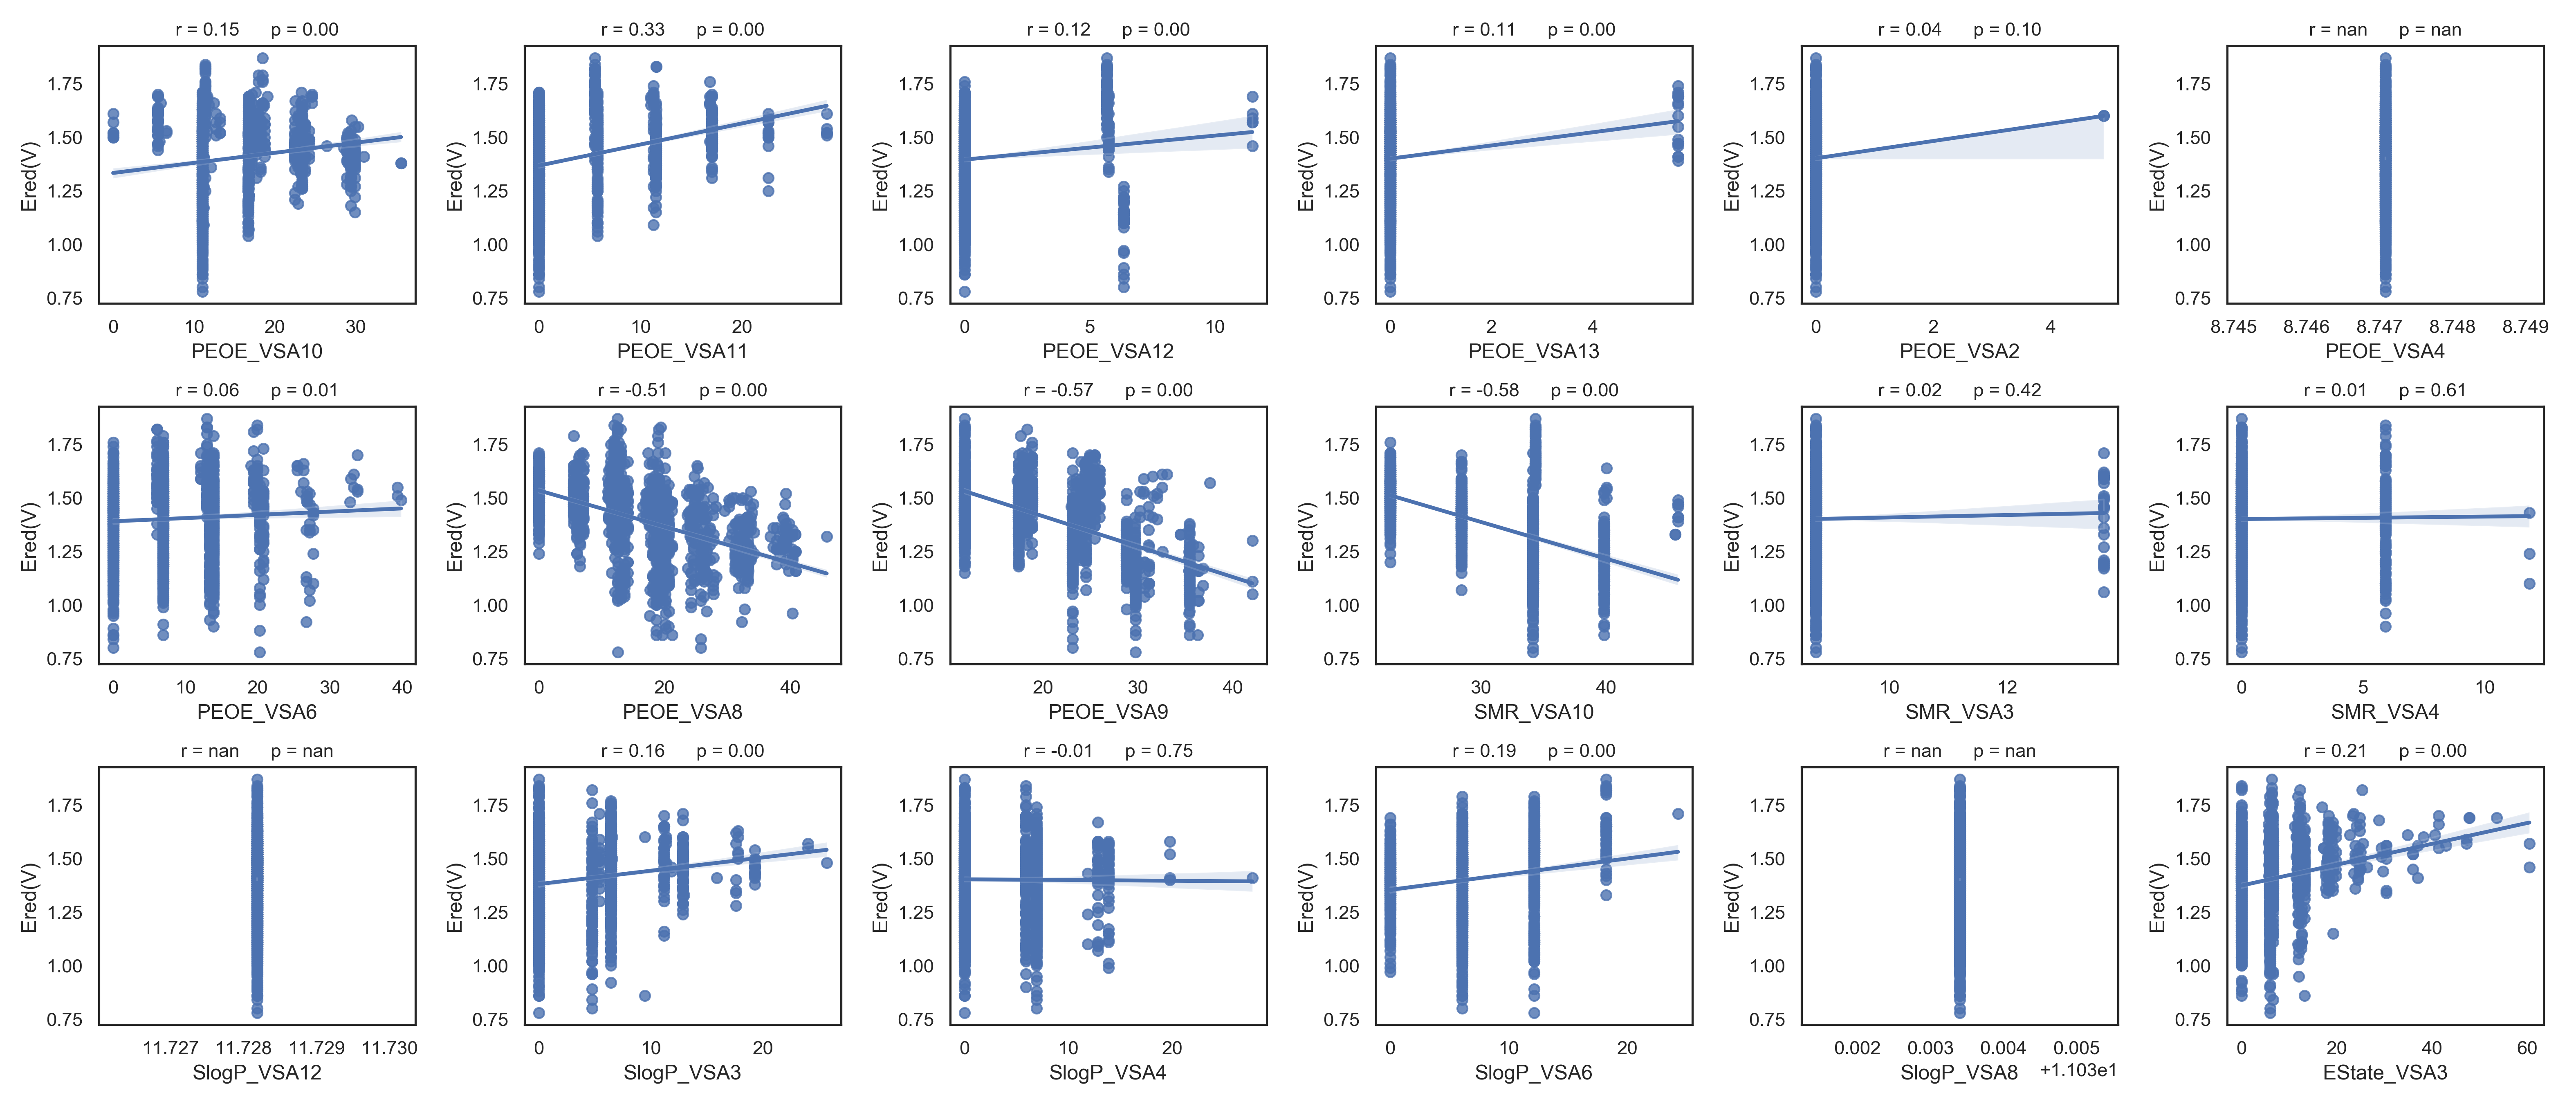 r = 0.15 p = 0.00
Ered(V)
1.75
1.50
1.25
1.00
0.75
0 10 20 30
PEOE_VSA10
r = 0.33 p = 0.00
Ered(V)
1.75
1.50
1.25
1.00
0.75
0 10 20
PEOE_VSA11
r = 0.12 p = 0.00
Ered(V)
1.75
1.50
1.25
1.00
0.75
0 5 10
PEOE_VSA12
r = 0.11 p = 0.00
Ered(V)
1.75
1.50
1.25
1.00
0.75
0 2 4
PEOE_VSA13
r = 0.04 p = 0.10
Ered(V)
1.75
1.50
1.25
1.00
0.75
0 2 4
PEOE_VSA2
r = nan p = nan
Ered(V)
1.75
1.50
1.25
1.00
0.75
8.745 8.746 8.747 8.748 8.749
PEOE_VSA4
r = 0.06 p = 0.01
Ered(V)
1.75
1.50
1.25
1.00
0.75
0 10 20 30 40
PEOE_VSA6
r = -0.51 p = 0.00
Ered(V)
1.75
1.50
1.25
1.00
0.75
0 20 40
PEOE_VSA8
r = -0.57 p = 0.00
Ered(V)
1.75
1.50
1.25
1.00
0.75
20 30 40
PEOE_VSA9
r = -0.58 p = 0.00
Ered(V)
1.75
1.50
1.25
1.00
0.75
30 40
SMR_VSA10
r = 0.02 p = 0.42
Ered(V)
1.75
1.50
1.25
1.00
0.75
10 12
SMR_VSA3
r = 0.01 p = 0.61
Ered(V)
1.75
1.50
1.25
1.00
0.75
0 5 10
SMR_VSA4
r = nan p = nan
Ered(V)
1.75
1.50
1.25
1.00
0.75
11.727 11.728 11.729 11.730
SlogP_VSA12
r = 0.16 p = 0.00
Ered(V)
1.75
1.50
1.25
1.00
0.75
0 10 20
SlogP_VSA3
r = -0.01 p = 0.75
Ered(V)
1.75
1.50
1.25
1.00
0.75
0 10 20
SlogP_VSA4
r = 0.19 p = 0.00
Ered(V)
1.75
1.50
1.25
1.00
0.75
0 20
SlogP_VSA6
r = nan p = nan
Ered(V)
1.75
1.50
1.25
1.00
0.75
0.002 0.003 0.004 0.005
SlogP_VSA8 +1.103e1
r = 0.21 p = 0.00
Ered(V)
1.75
1.50
1.25
1.00
0.75
0 20 40 60
EState_VSA3